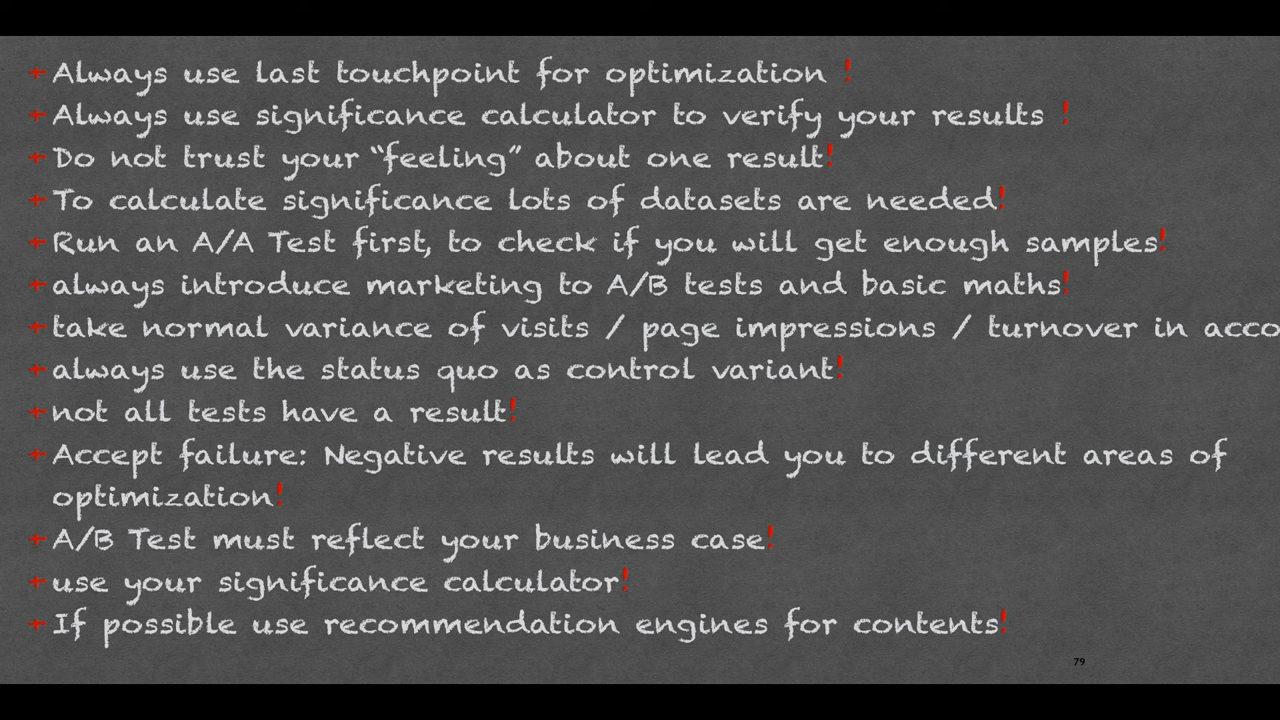 + Always use last touchpoint for optimization !
+ Always use significance calculator to verify your results !
+ Do not trust your “feeling” about one result!
+ To calculate significance lots of datasets are needed!
+ Run an A/A Test first, to check if you will get enough samples!
+ always introduce marketing to A/B tests and basic maths!
+ take normal variance of visits / page impressions / turnover in acco
+ always use the status quo as control variant!
+ not all tests have a result!
+ Accept failure: Negative results will lead you to different areas of
optimization!
+ A/B Test must reflect your business case!
+ use your significance calculator!
+ If possible use recommendation engines for contents!
79